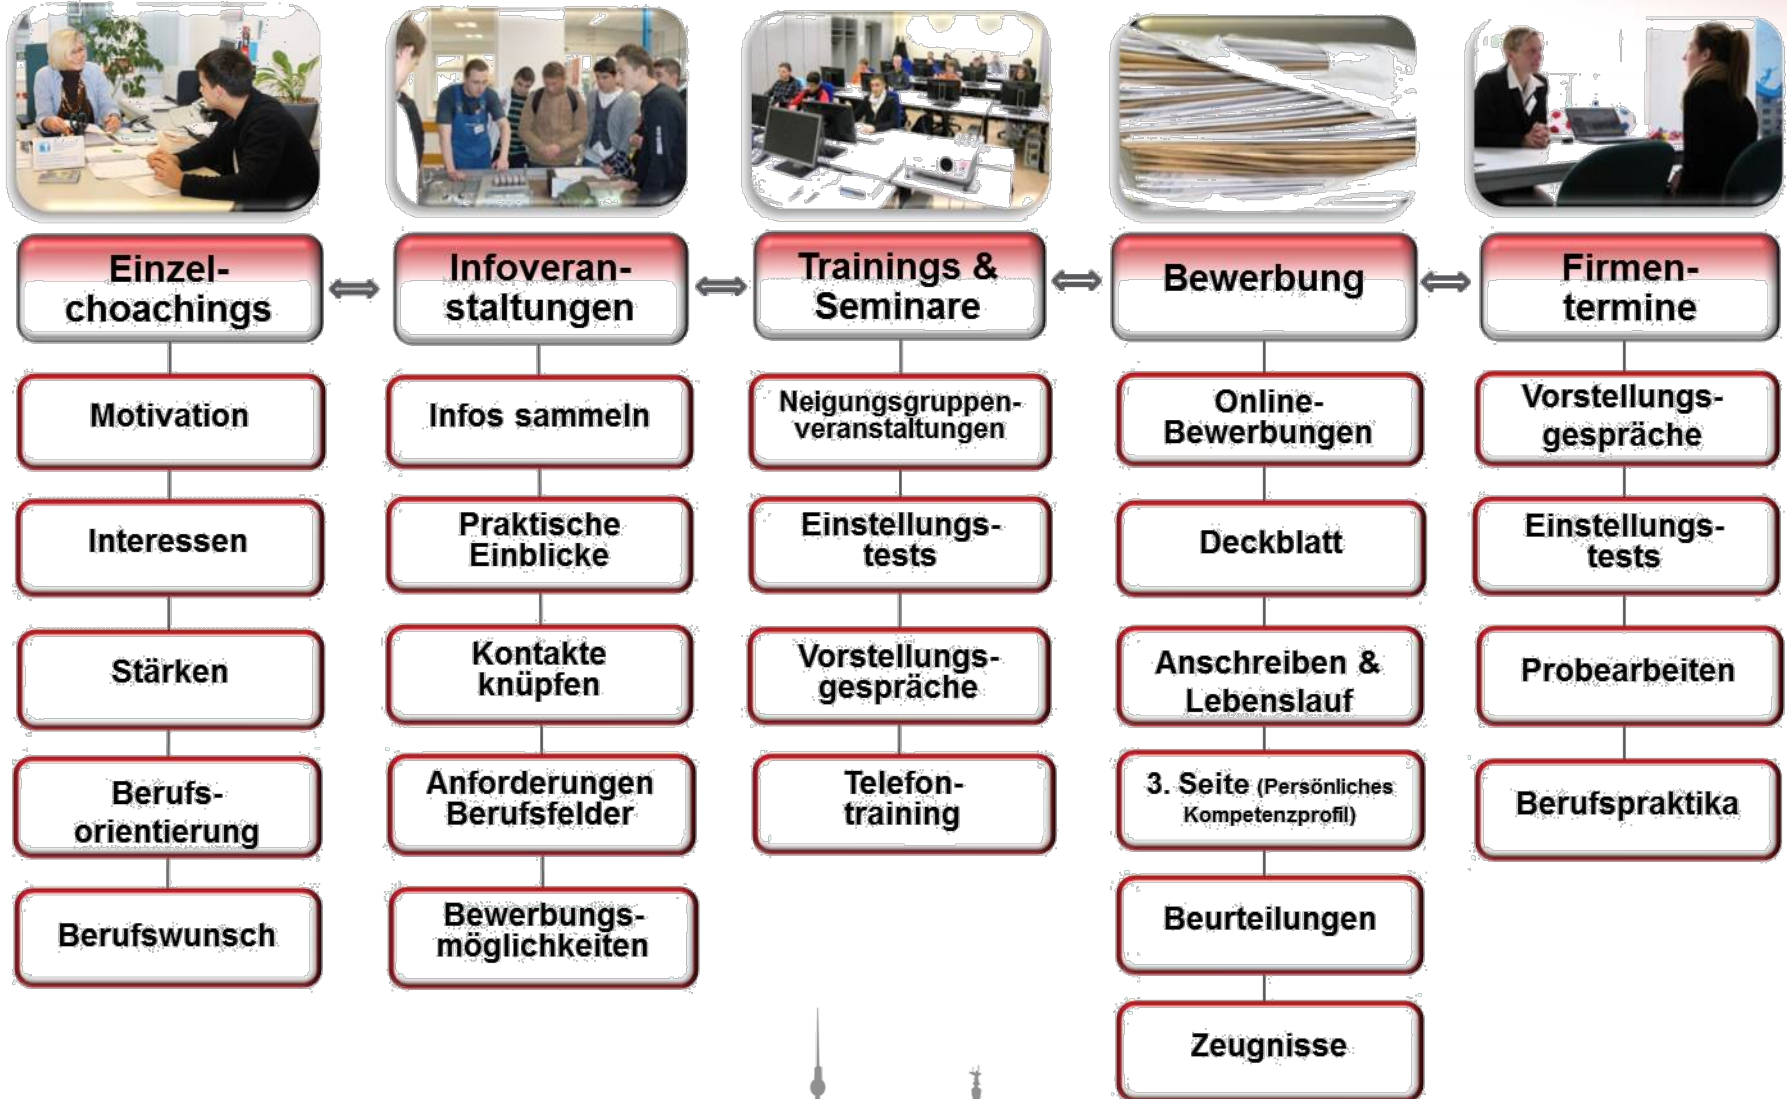 Einzel-
choachings
Motivation
Interessen
Stärken
Berufs-
orientierung
Berufswunsch
Infoveran-
staltungen
Infos sammeln
Praktische
Einblicke
Kontakte
knüpfen
Anforderungen
Berufsfelder
Bewerbungs-
möglichkeiten
Trainings &
Seminare
Neigungsgruppen-
veranstaltungen
Einstellungs-
tests
Vorstellungs-
gespräche
Telefon-
training
Bewerbung
Online-
Bewerbungen
Deckblatt
Anschreiben &
Lebenslauf
3. Seite (Persönliches
Kompetenzprofil)
Beurteilungen
Zeugnisse
Firmen-
termine
Vorstellungs-
gespräche
Einstellungs-
tests
Probearbeiten
Berufspraktika